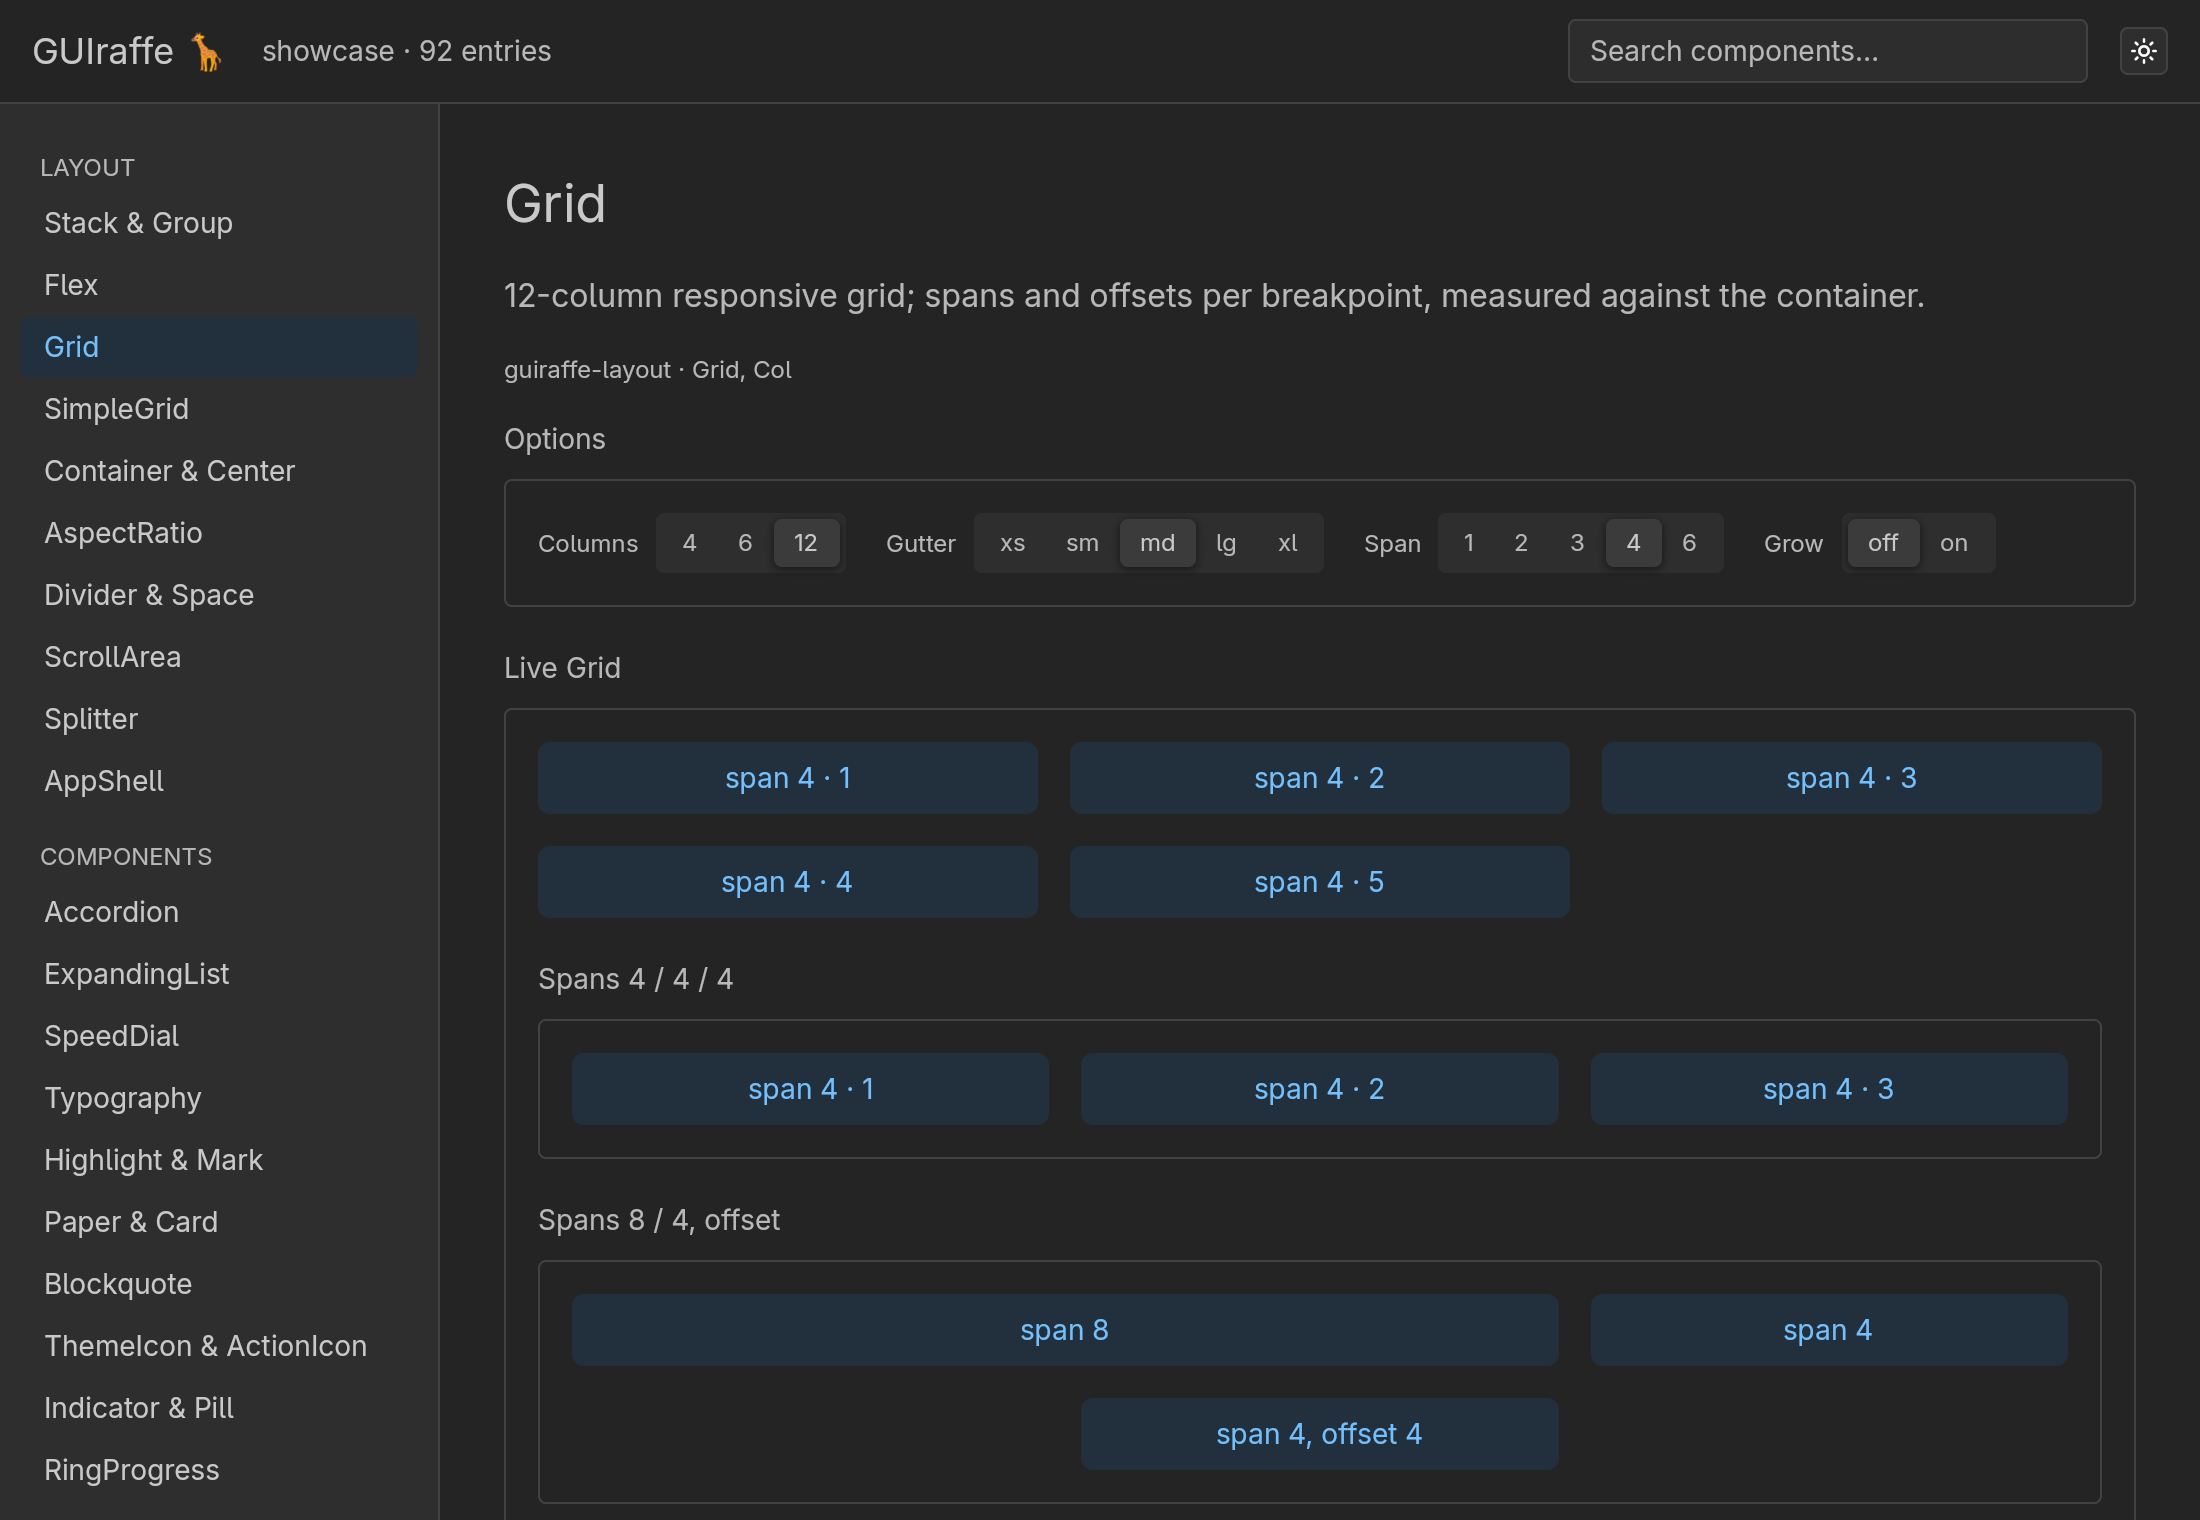 GUIraffe 🦒 showcase · 92 entries Search components...
LAYOUT
Stack & Group
Flex
Grid
SimpleGrid
Container & Center
AspectRatio
Divider & Space
ScrollArea
Splitter
AppShell
COMPONENTS
Accordion
ExpandingList
SpeedDial
Typography
Highlight & Mark
Paper & Card
Blockquote
ThemeIcon & ActionIcon
Indicator & Pill
RingProgress
Grid
12-column responsive grid; spans and offsets per breakpoint, measured against the container.
guiraffe-layout · Grid, Col
Options
Columns 4 6 12 Gutter xs sm md lg xl Span 1 2 3 4 6 Grow off on
Live Grid
span 4 · 1 span 4 · 2 span 4 · 3
span 4 · 4 span 4 · 5
Spans 4 / 4 / 4
span 4 · 1 span 4 · 2 span 4 · 3
Spans 8 / 4, offset
span 8 span 4
span 4, offset 4